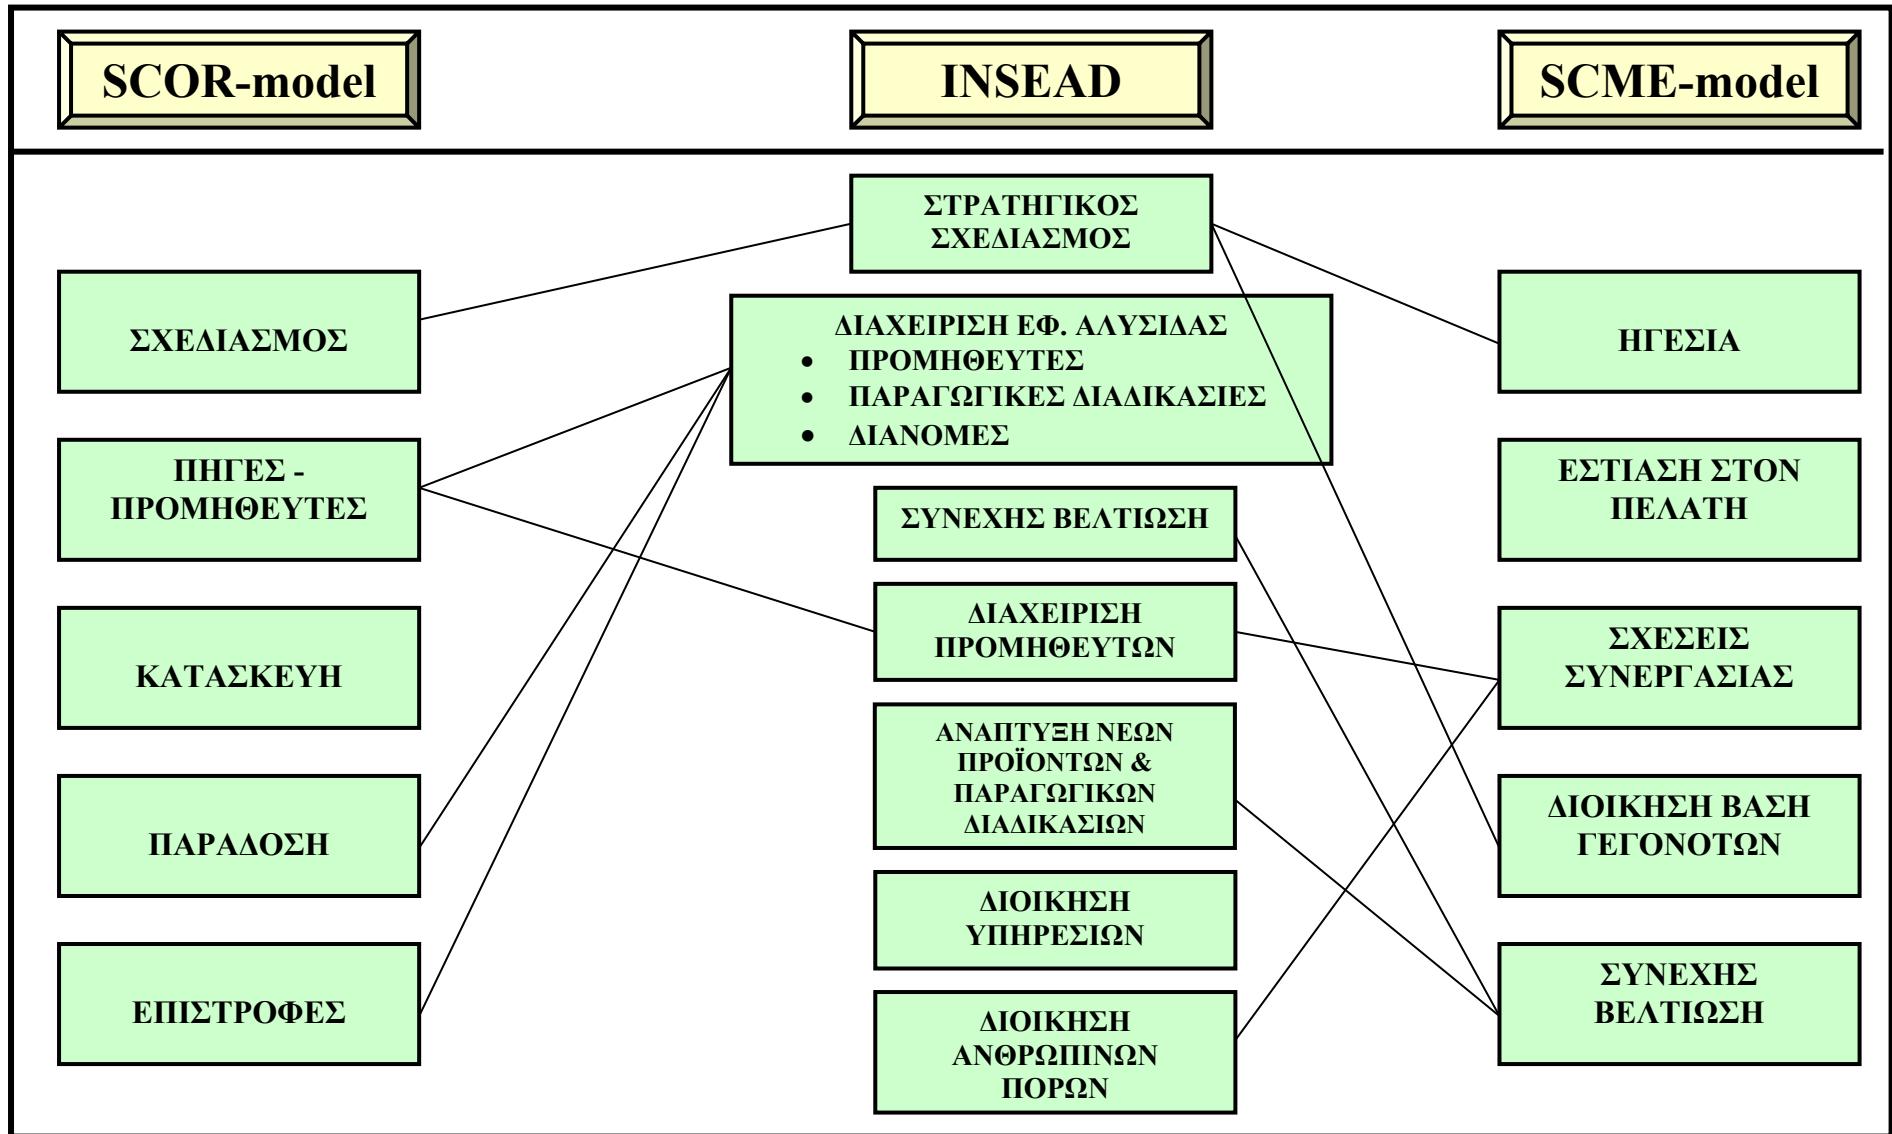 SCOR-model
INSEAD
SCME-model
ΣΤΡΑΤΗΓΙΚΟΣ
ΣΧΕΔΙΑΣΜΟΣ
ΣΧΕΔΙΑΣΜΟΣ
ΠΗΓΕΣ -
ΠΡΟΜΗΘΕΥΤΕΣ
ΚΑΤΑΣΚΕΥΗ
ΠΑΡΑΔΟΣΗ
ΕΠΙΣΤΡΟΦΕΣ
ΔΙΑΧΕΙΡΙΣΗ ΕΦ. ΑΛΥΣΙΔΑΣ
• ΠΡΟΜΗΘΕΥΤΕΣ
• ΠΑΡΑΓΩΓΙΚΕΣ ΔΙΑΔΙΚΑΣΙΕΣ
• ΔΙΑΝΟΜΕΣ
ΣΥΝΕΧΗΣ ΒΕΛΤΙΩΣΗ
ΔΙΑΧΕΙΡΙΣΗ
ΠΡΟΜΗΘΕΥΤΩΝ
ΑΝΑΠΤΥΞΗ ΝΕΩΝ
ΠΡΟΪΟΝΤΩΝ &
ΠΑΡΑΓΩΓΙΚΩΝ
ΔΙΑΔΙΚΑΣΙΩΝ
ΔΙΟΙΚΗΣΗ
ΥΠΗΡΕΣΙΩΝ
ΔΙΟΙΚΗΣΗ
ΑΝΘΡΩΠΙΝΩΝ
ΠΟΡΩΝ
ΗΓΕΣΙΑ
ΕΣΤΙΑΣΗ ΣΤΟΝ
ΠΕΛΑΤΗ
ΣΧΕΣΕΙΣ
ΣΥΝΕΡΓΑΣΙΑΣ
ΔΙΟΙΚΗΣΗ ΒΑΣΗ
ΓΕΓΟΝΟΤΩΝ
ΣΥΝΕΧΗΣ
ΒΕΛΤΙΩΣΗ